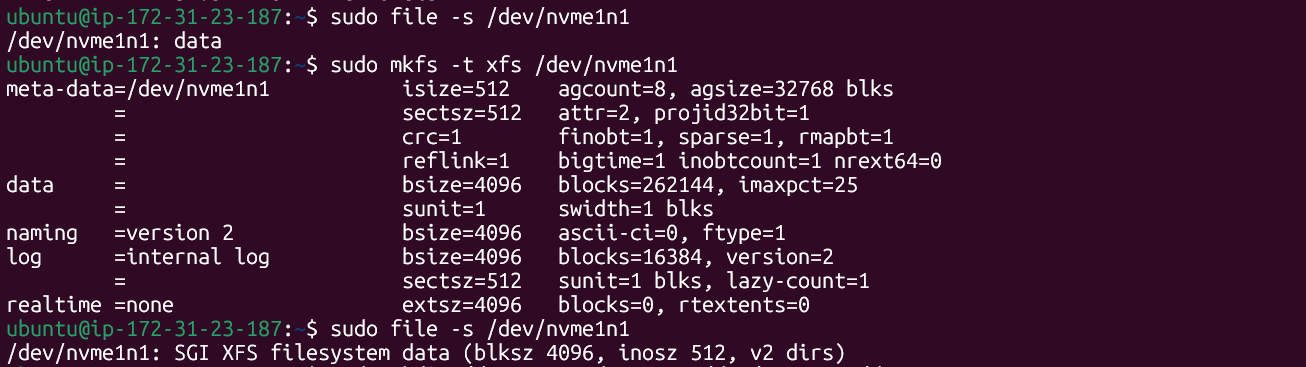 ubuntu@ip-172-31-23-187:~$ sudo file -s /dev/nvme1n1
/dev/nvme1n1: data
ubuntu@ip-172-31-23-187:~$ sudo mkfs -t xfs /dev/nvme1n1
meta-data=/dev/nvme1n1           isize=512    agcount=8, agsize=32768 blks
         =                       sectsz=512   attr=2, projid32bit=1
         =                       crc=1        finobt=1, sparse=1, rmapbt=1
         =                       reflink=1    bigtime=1 inobtcount=1 nrext64=0
data     =                       bsize=4096   blocks=262144, imaxpct=25
         =                       sunit=1      swidth=1 blks
naming   =version 2              bsize=4096   ascii-ci=0, ftype=1
log      =internal log           bsize=4096   blocks=16384, version=2
         =                       sectsz=512   sunit=1 blks, lazy-count=1
realtime =none                   extsz=4096   blocks=0, rtextents=0
ubuntu@ip-172-31-23-187:~$ sudo file -s /dev/nvme1n1
/dev/nvme1n1: SGI XFS filesystem data (blksz 4096, inosz 512, v2 dirs)